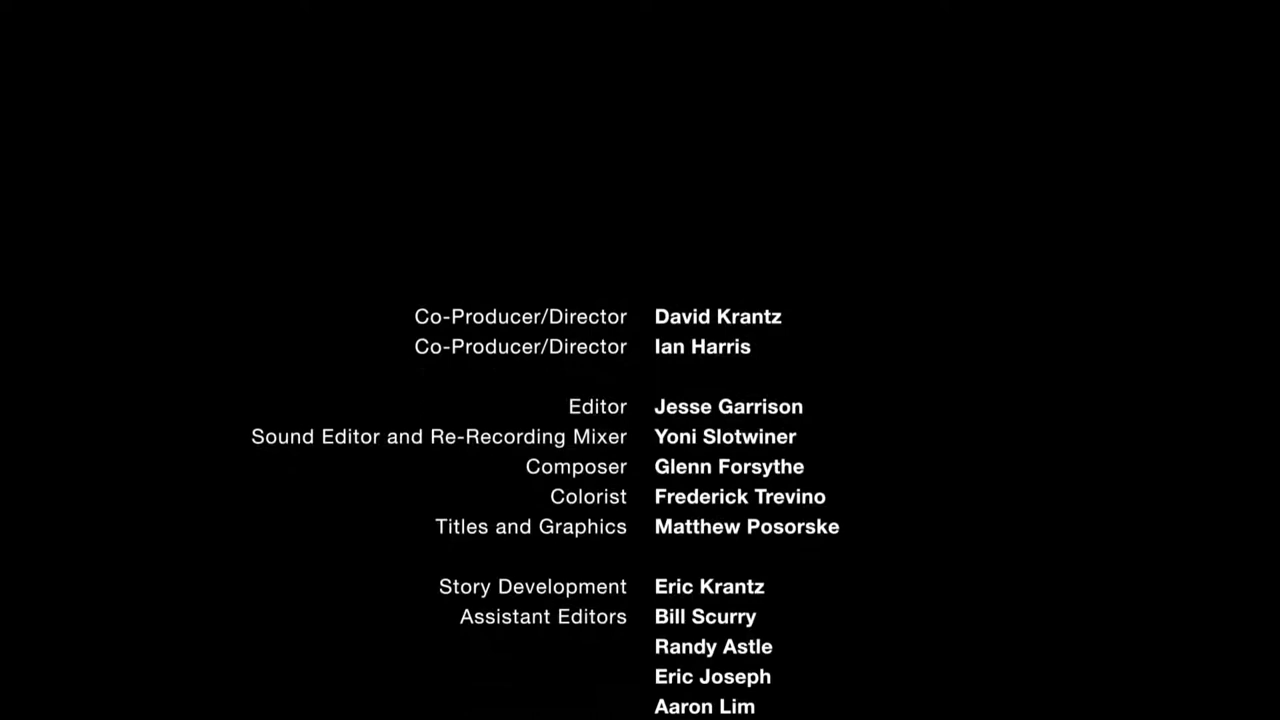 Co-Producer/Director David Krantz
Co-Producer/Director Ian Harris
Editor Jesse Garrison
Sound Editor and Re-Recording Mixer Yoni Slotwiner
Composer Glenn Forsythe
Colorist Frederick Trevino
Titles and Graphics Matthew Posorske
Story Development Eric Krantz
Assistant Editors Bill Scurry
Randy Astle
Eric Joseph
Aaron Lim